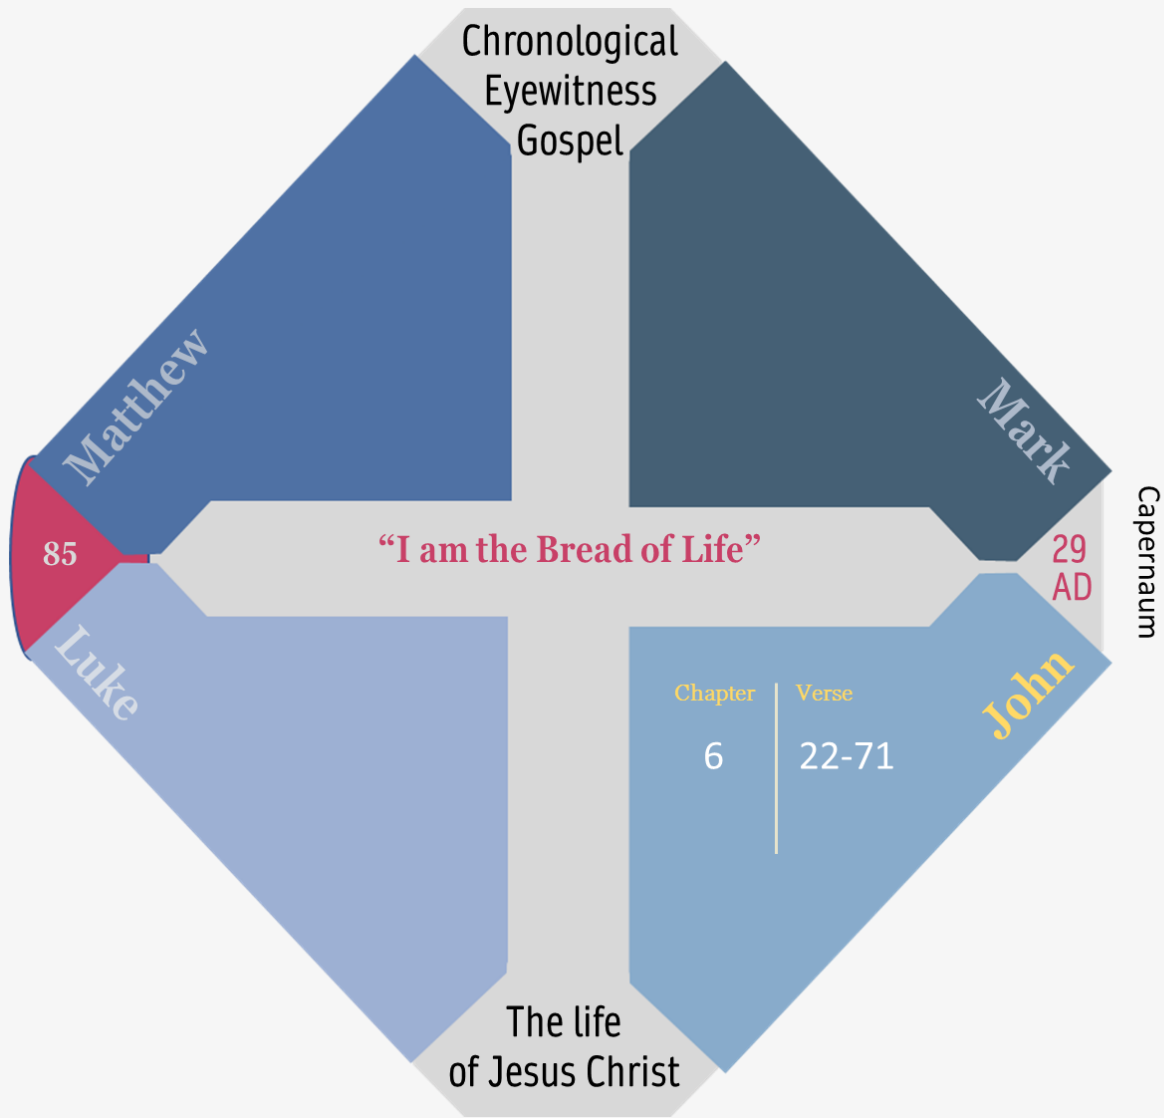 Chronological
Eyewitness
Gospel
Matthew
Mark
85
“I am the Bread of Life”
29
AD
Capernaum
Luke
John
Chapter
Verse
6
22-71
The life
of Jesus Christ